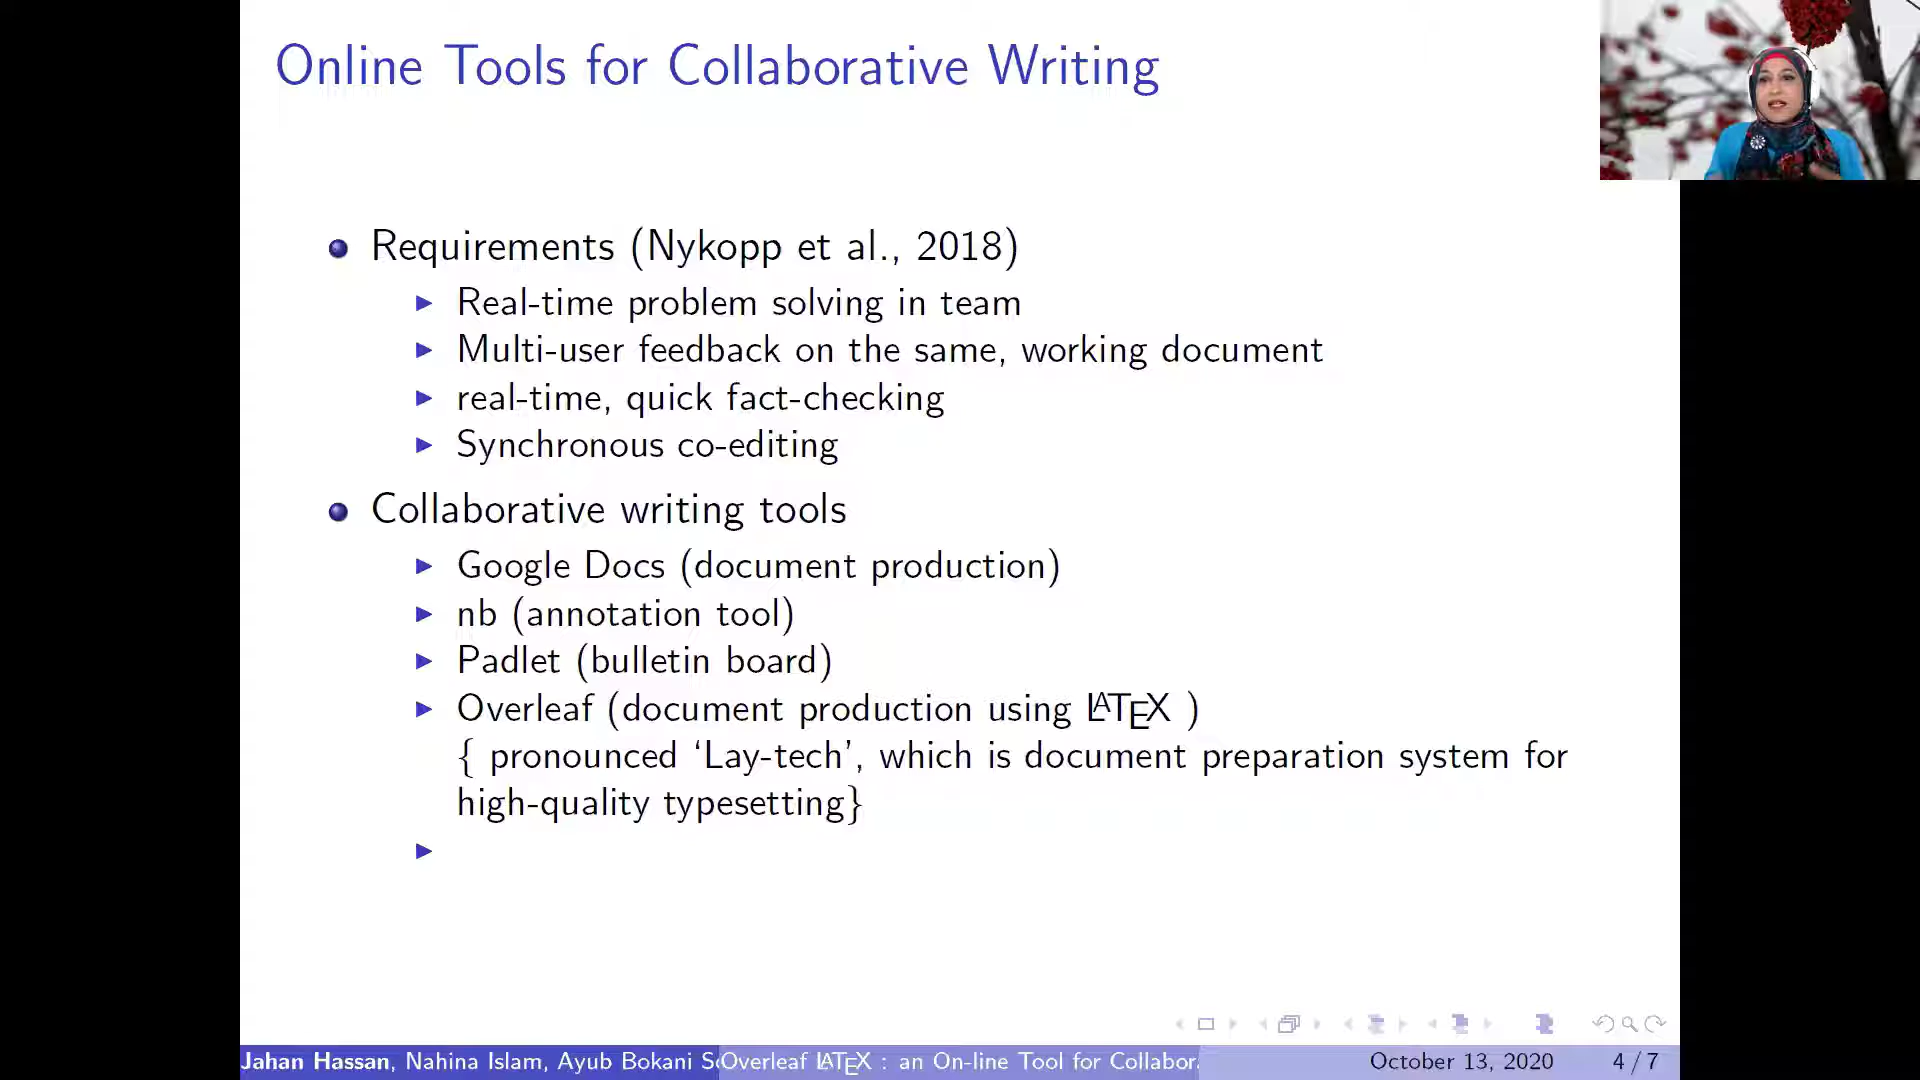 Online Tools for Collaborative Writing
Requirements (Nykopp et al., 2018)
Real-time problem solving in team
Multi-user feedback on the same, working document
real-time, quick fact-checking
Synchronous co-editing
Collaborative writing tools
Google Docs (document production)
nb (annotation tool)
Padlet (bulletin board)
Overleaf (document production using LATEX )
{ pronounced ‘Lay-tech’, which is document preparation system for
high-quality typesetting}
Jahan Hassan, Nahina Islam, Ayub Bokani Overleaf LATEX : an On-line Tool for October 13, 2020 4 / 7